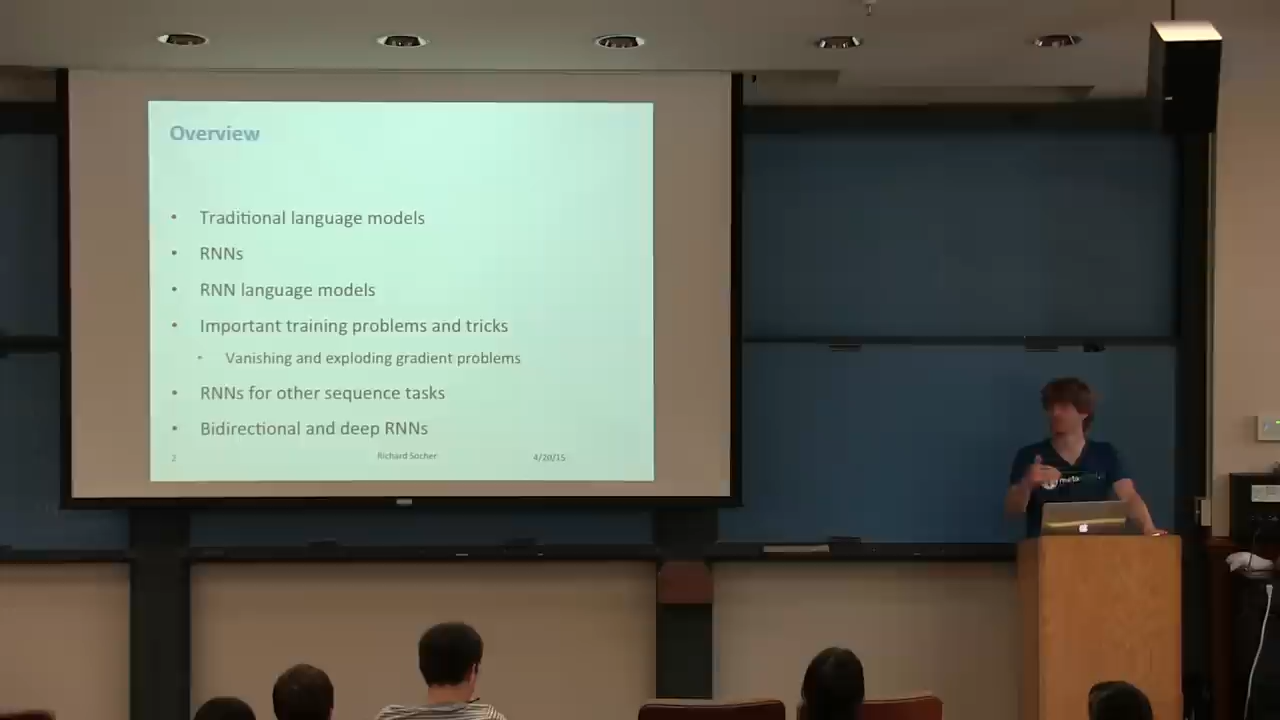 Overview
• Traditional language models
• RNNs
• RNN language models
• Important training problems and tricks
• Vanishing and exploding gradient problems
• RNNs for other sequence tasks
• Bidirectional and deep RNNs
2 Richard Socher 4/20/15
meta